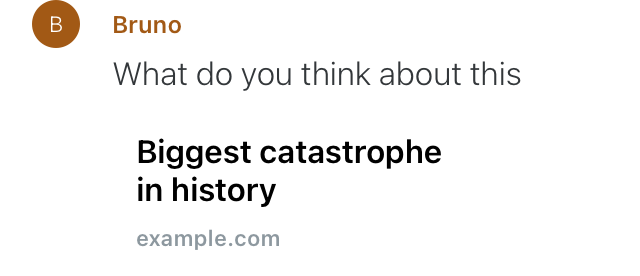 B
Bruno
What do you think about this
Biggest catastrophe
in history
example.com